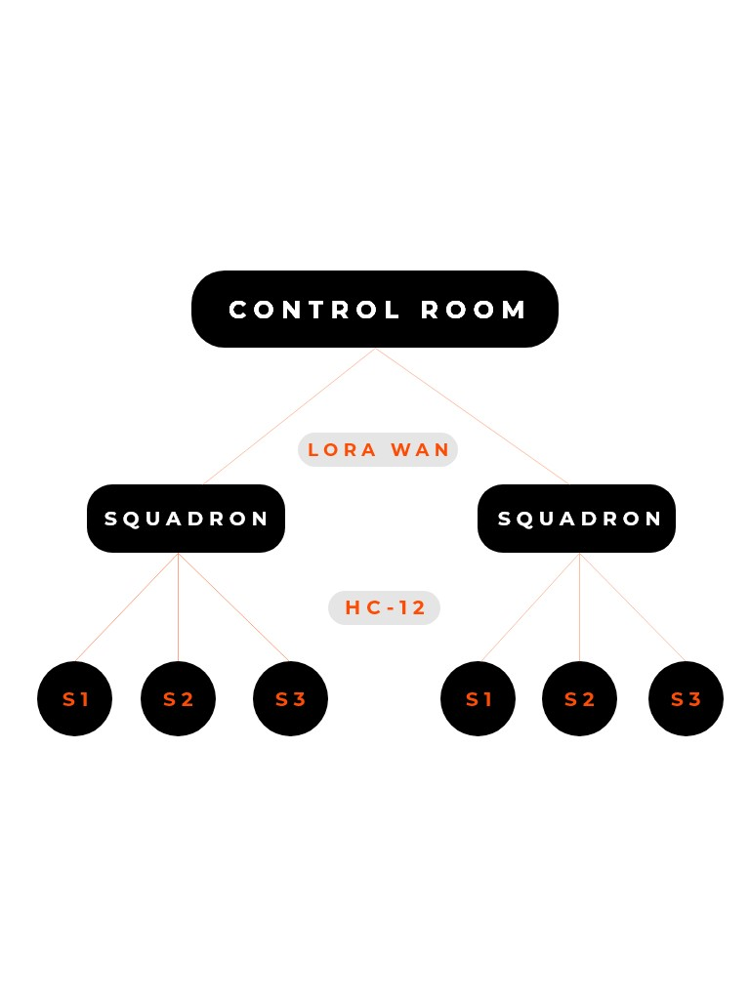 CONTROL ROOM
LORA WAN
SQUADRON
SQUADRON
HC-12
S1
S2
S3
S1
S2
S3